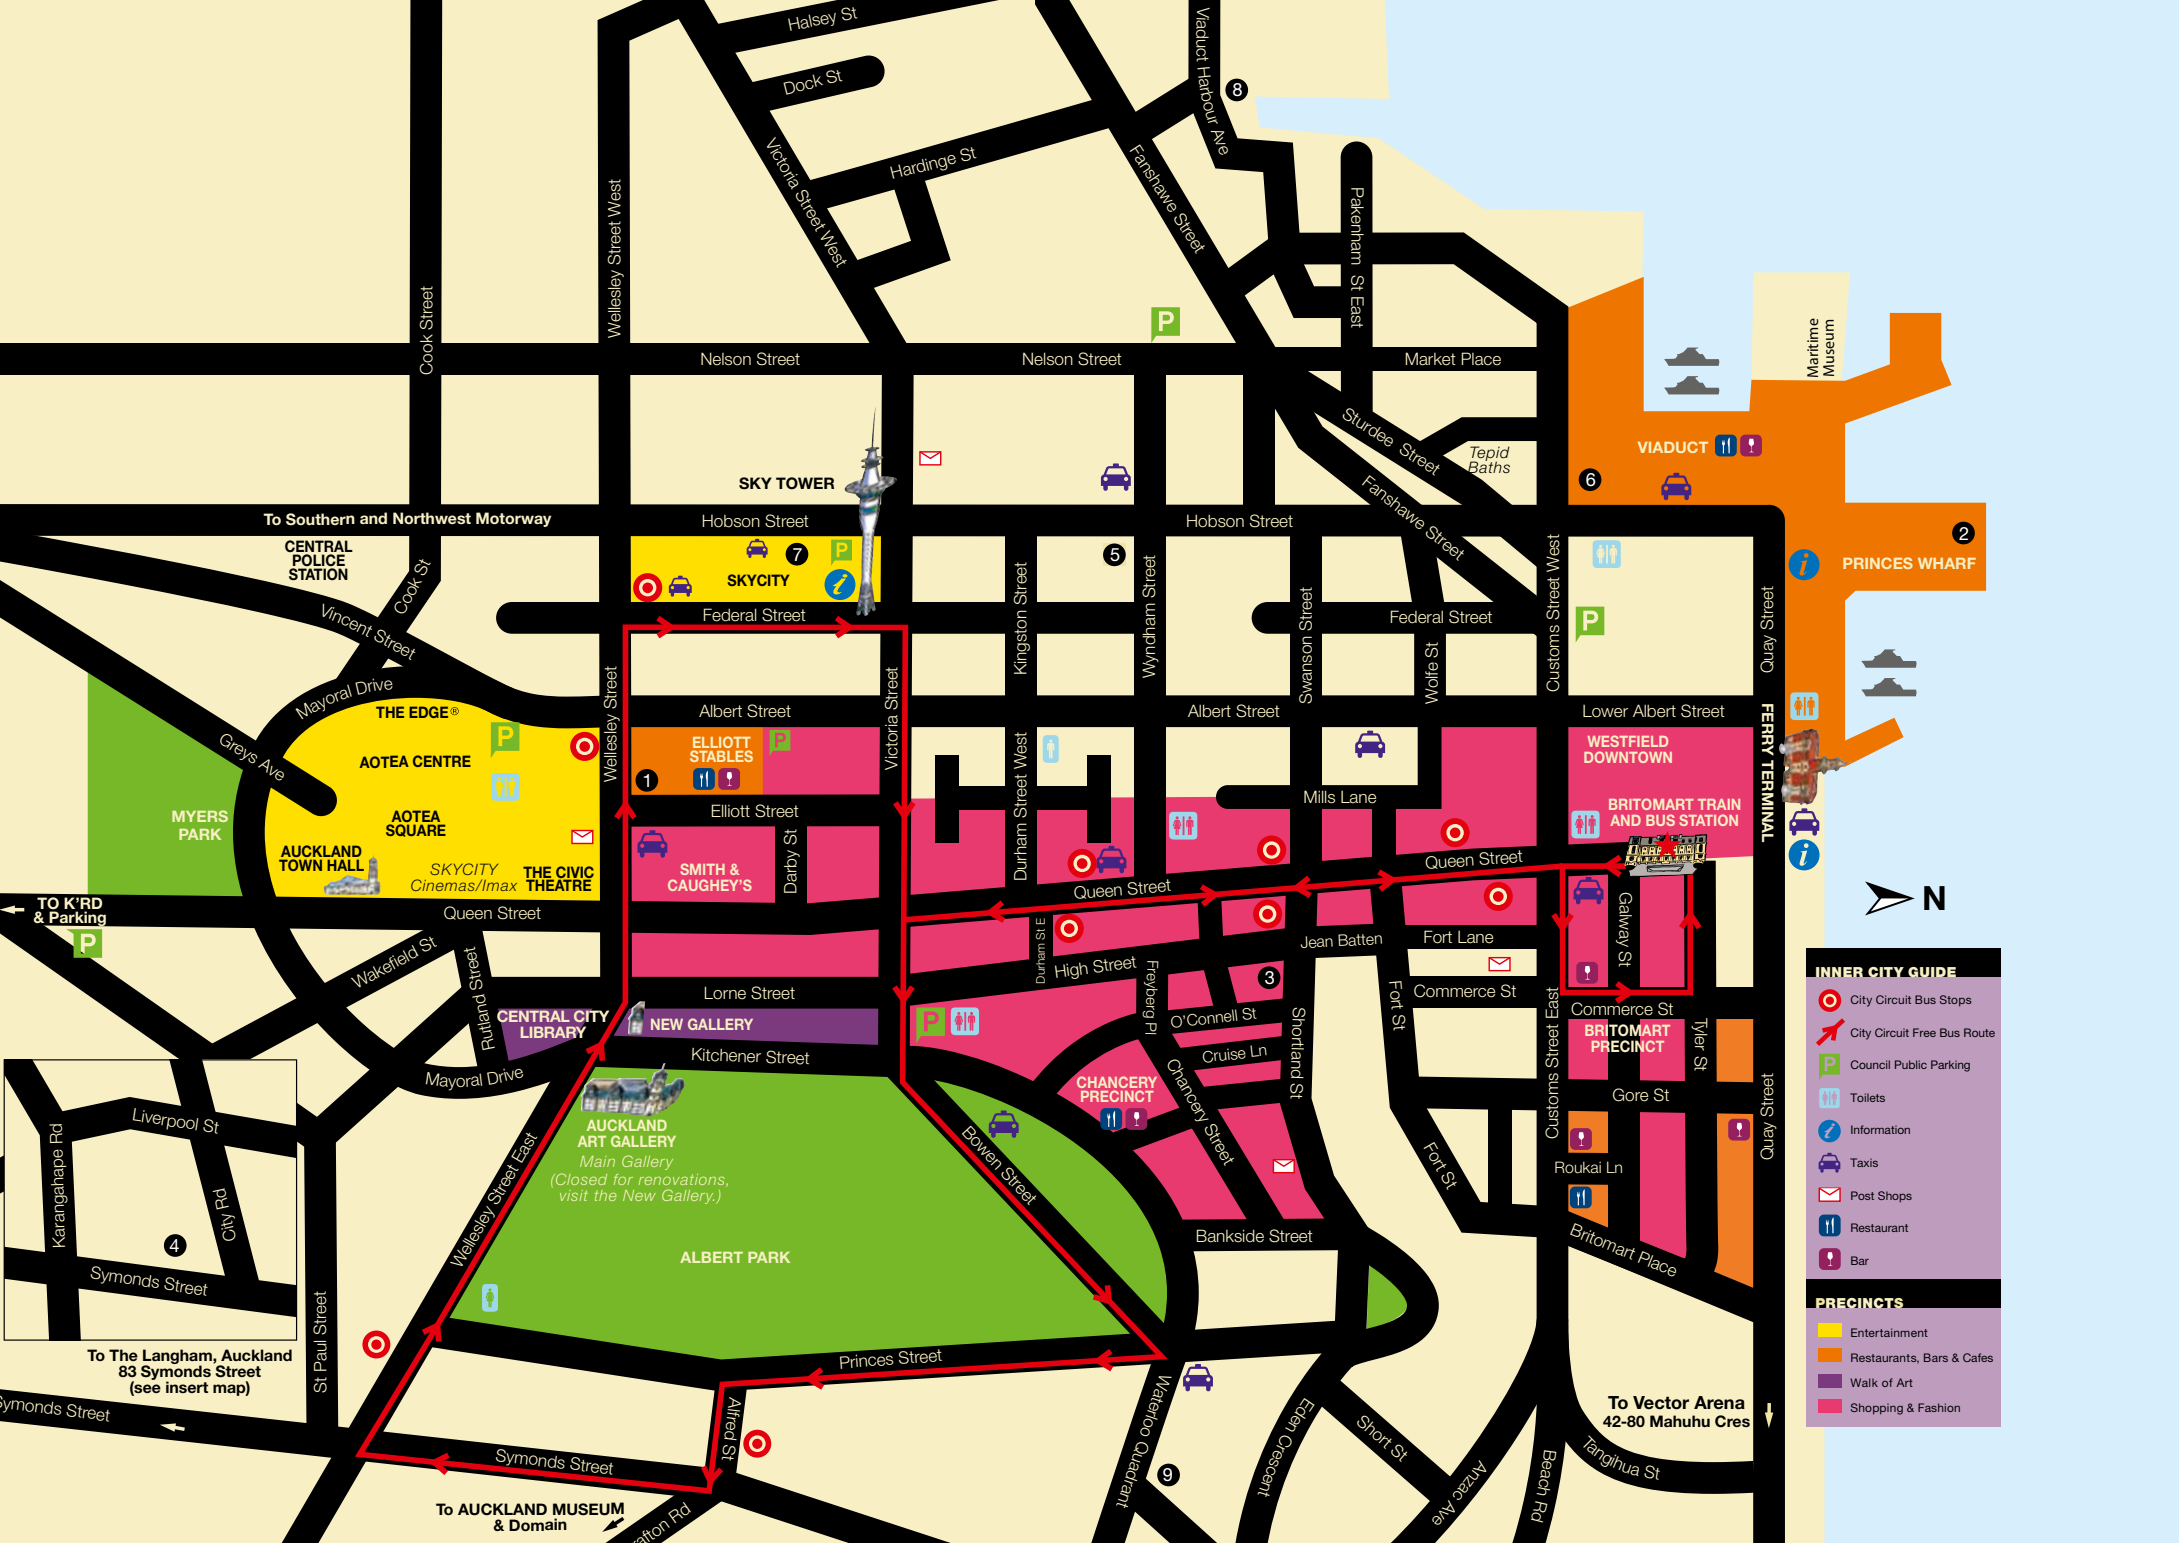 Halsey St
Dock St
Viaduct Harbour Ave
8
Victoria Street West
Hardinge St
Fanshawe Street
Pakenham St East
Wellesley Street West
Cook Street
P
Nelson Street
Nelson Street
Market Place
Maritime
Museum
Sturdee Street
Tepid
Baths
VIADUCT
6
Fanshawe Street
SKY TOWER
To Southern and Northwest Motorway
Hobson Street
Hobson Street
2
PRINCES WHARF
CENTRAL
POLICE
STATION
7
P
SKYCITY
i
5
i
Cook St
Vincent Street
Federal Street
Kingston Street
Wyndham Street
Swanson Street
Federal Street
Wolfe St
Customs Street West
P
Quay Street
Mayoral Drive
THE EDGE®
Wellesley Street
Albert Street
Victoria Street
Albert Street
Lower Albert Street
FERRY TERMINAL
Greys Ave
AOTEA CENTRE
P
ELLIOTT
STABLES
P
1
Durham Street West
WESTFIELD
DOWNTOWN
MYERS
PARK
AOTEA
SQUARE
Elliott Street
Mills Lane
BRITOMART TRAIN
AND BUS STATION
AUCKLAND
TOWN HALL
SKYCITY
Cinemas/Imax
THE CIVIC
THEATRE
SMITH &
CAUGHEY'S
Darby St
Queen Street
Queen Street
i
N
TO K'RD
& Parking
P
Queen Street
Wakefield St
Rutland Street
Durham St E
High Street
Freyberg Pl
Jean Batten
Fort Lane
Galway St
3
Lorne Street
Commerce St
Commerce St
CENTRAL CITY
LIBRARY
NEW GALLERY
P
O'Connell St
Cruise Ln
Shortland St
Fort St
Customs Street East
BRITOMART
PRECINCT
Tyler St
Kitchener Street
Mayoral Drive
CHANCERY
PRECINCT
Chancery Street
Gore St
Quay Street
AUCKLAND
ART GALLERY
Main Gallery
(Closed for renovations,
visit the New Gallery.)
Bowen Street
Fort St
Roukai Ln
Britomart Place
Bankside Street
ALBERT PARK
Wellesley Street East
Liverpool St
Karangahape Rd
City Rd
4
Symonds Street
St Paul Street
To The Langham, Auckland
83 Symonds Street
(see insert map)
Symonds Street
Princes Street
Alfred St
Symonds Street
Waterloo Quadrant
9
Eden Crescent
Short St
Anzac Ave
Beach Rd
Tangihua St
To Vector Arena
42-80 Mahuhu Cres
To AUCKLAND MUSEUM
& Domain
rafton Rd
INNER CITY GUIDE
City Circuit Bus Stops
City Circuit Free Bus Route
P
Council Public Parking
Toilets
i
Information
Taxis
Post Shops
Restaurant
Bar
PRECINCTS
Entertainment
Restaurants, Bars & Cafes
Walk of Art
Shopping & Fashion